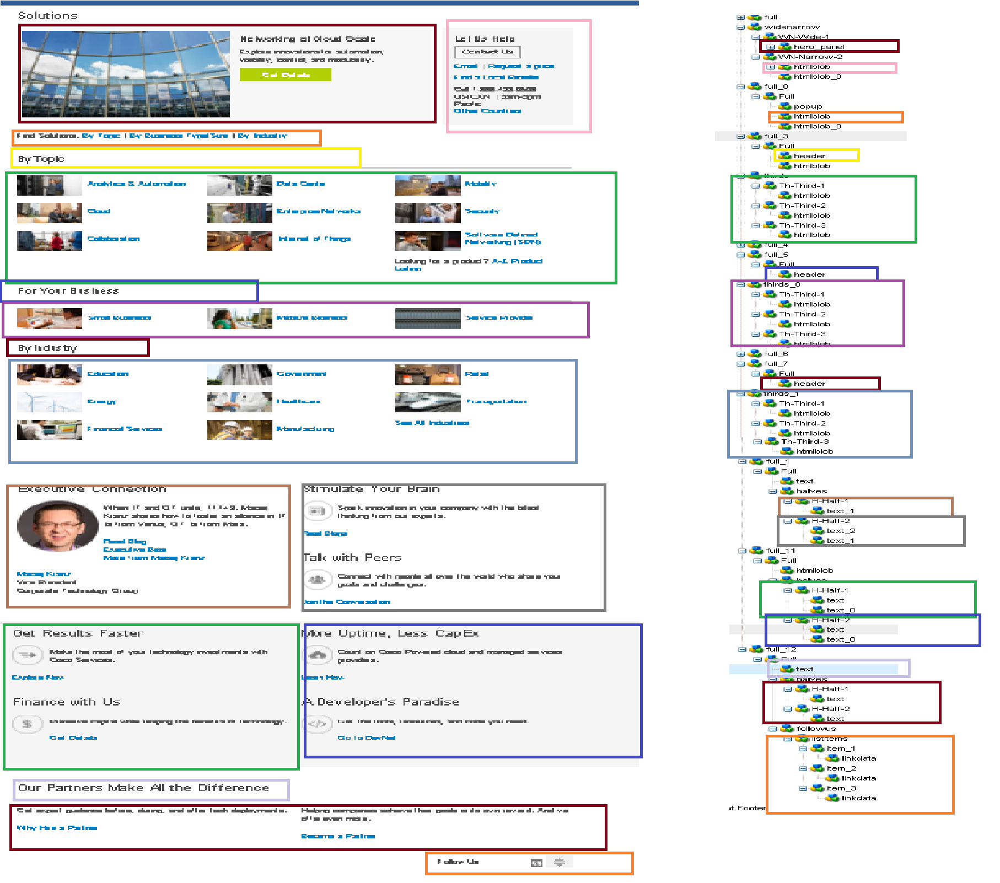 Solutions
Networking at Cloud Scale
Explore innovations for automation,
visibility, control, and modularity.
Get Details
Let Us Help
Contact Us
Email | Request a price
Find a Local Reseller
Call 1-866-428-9596
US/CAN | 5am-5pm
Pacific
Other Countries
Find Solutions: By Topic | By Business Type/Size | By Industry
By Topic
Analytics & Automation
Data Center
Mobility
Cloud
Enterprise Networks
Security
Collaboration
Internet of Things
Software Defined
Networking (SDN)
Looking for a product? A-Z Product
Listing
For Your Business
Small Business
Midsize Business
Service Provider
By Industry
Education
Government
Retail
Energy
Healthcare
Transportation
Financial Services
Manufacturing
See All Industries
Executive Connection
When IT and OT unite, 1+1=3. Maciej
Kranz shares how to foster an alliance in IT
is from Venus, OT is from Mars.
Read Blog
Executive Bios
More from Maciej Kranz
Maciej Kranz
Vice President
Corporate Technology Group
Stimulate Your Brain
Spark innovation in your company with the latest
thinking from our experts.
Read Blogs
Talk with Peers
Connect with people all over the world who share your
goals and challenges.
Join the Conversation
Get Results Faster
Make the most of your technology investments with
Cisco Services.
Explore Now
Finance with Us
$
Preserve capital while reaping the benefits of technology.
Get Details
More Uptime, Less CapEx
Count on Cisco Powered cloud and managed services
providers.
Learn How
A Developer's Paradise
</>
Get the tools, resources, and code you need.
Go to DevNet
Our Partners Make All the Difference
Get expert guidance before, during, and after tech deployments.
Why Hire a Partner
Helping companies achieve their goals is its own reward. And we
offer even more.
Become a Partner
Follow Us
full
widenarrow
WN-Wide-1
hero_panel
WN-Narrow-2
htmlblob
htmlblob_0
full_0
Full
popup
htmlblob
htmlblob_0
full_3
Full
header
htmlblob
thirds
Th-Third-1
htmlblob
Th-Third-2
htmlblob
Th-Third-3
htmlblob
full_4
full_5
Full
header
thirds_0
Th-Third-1
htmlblob
Th-Third-2
htmlblob
Th-Third-3
htmlblob
full_6
full_7
Full
header
thirds_1
Th-Third-1
htmlblob
Th-Third-2
htmlblob
Th-Third-3
htmlblob
full_1
Full
text
halves
H-Half-1
text_1
H-Half-2
text_2
text_1
full_11
Full
htmlblob
halves
H-Half-1
text
text_0
H-Half-2
text
text_0
full_12
Full
text
halves
H-Half-1
text
H-Half-2
text
followus
listitems
item_1
linkdata
item_2
linkdata
item_3
linkdata
st Footer